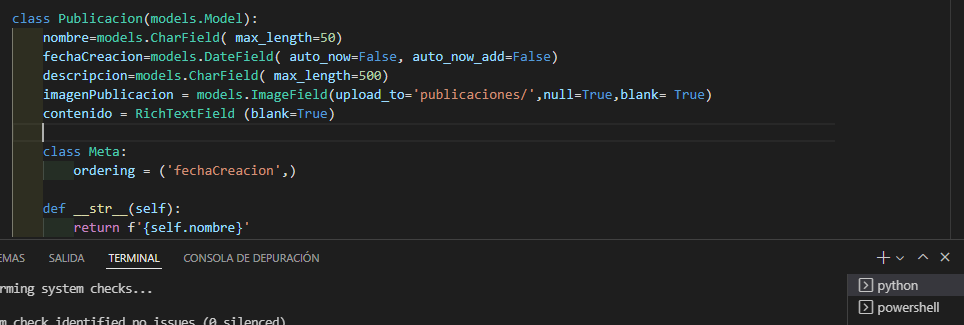 class Publicacion(models.Model):
nombre=models.CharField( max_length=50)
fechaCreacion=models.DateField( auto_now=False, auto_now_add=False)
descripcion=models.CharField( max_length=500)
imagenPublicacion = models.ImageField(upload_to='publicaciones/',null=True,blank= True)
contenido = RichTextField (blank=True)
class Meta:
ordering = ('fechaCreacion',)
def __str__(self):
return f'{self.nombre}'
EMAS SALIDA TERMINAL CONSOLA DE DEPURACIÓN
rming system checks...
python
powershell
m check identified no issues (0 silenced)